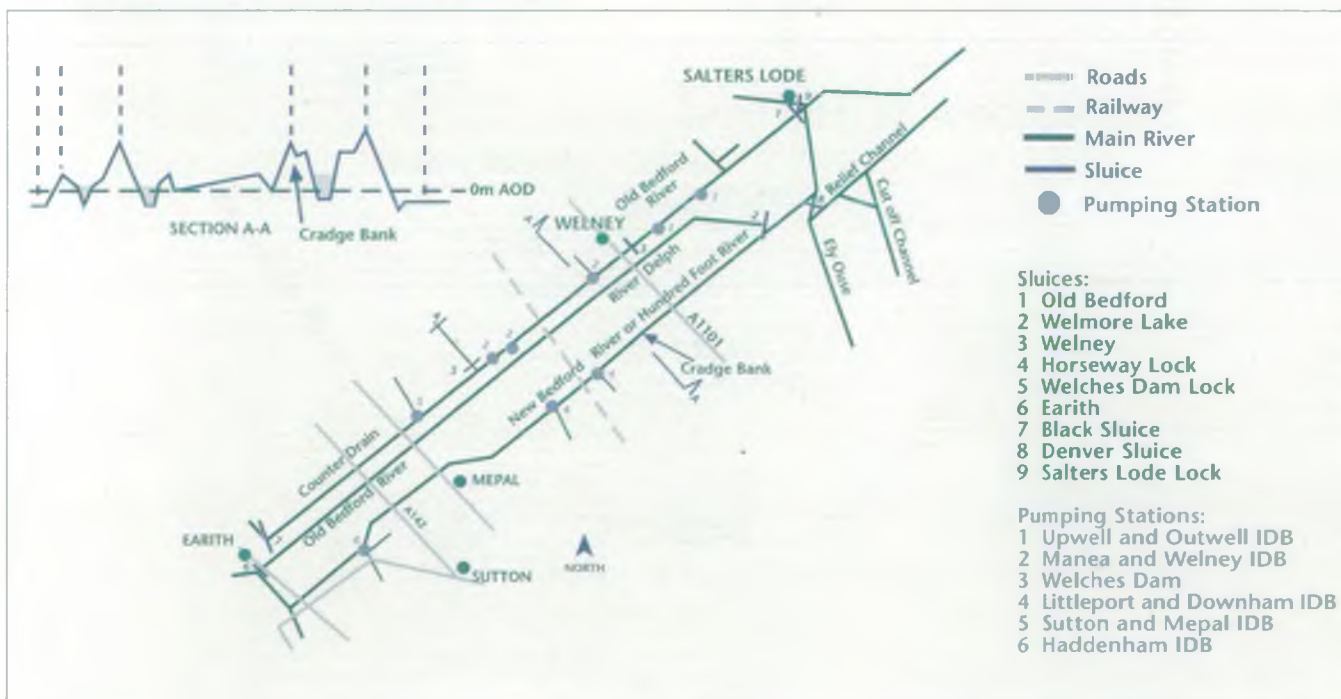 SALTERS LODE
Roads
Railway
Main River
Sluice
Pumping Station
0m AOD
SECTION A-A
Cradge Bank
Old Bedford
River
WELNEY
River Delph
Relief Channel
Cut off Channel
Ely Ouse
New Bedford River or Hundred Foot River
A1101
Cradge Bank
Counter Drain
Old Bedford River
MEPAL
A142
EARITH
SUTTON
NORTH
Sluices:
1 Old Bedford
2 Welmore Lake
3 Welney
4 Horseway Lock
5 Welches Dam Lock
6 Earith
7 Black Sluice
8 Denver Sluice
9 Salters Lode Lock
Pumping Stations:
1 Upwell and Outwell IDB
2 Manea and Welney IDB
3 Welches Dam
4 Littleport and Downham IDB
5 Sutton and Mepal IDB
6 Haddenham IDB